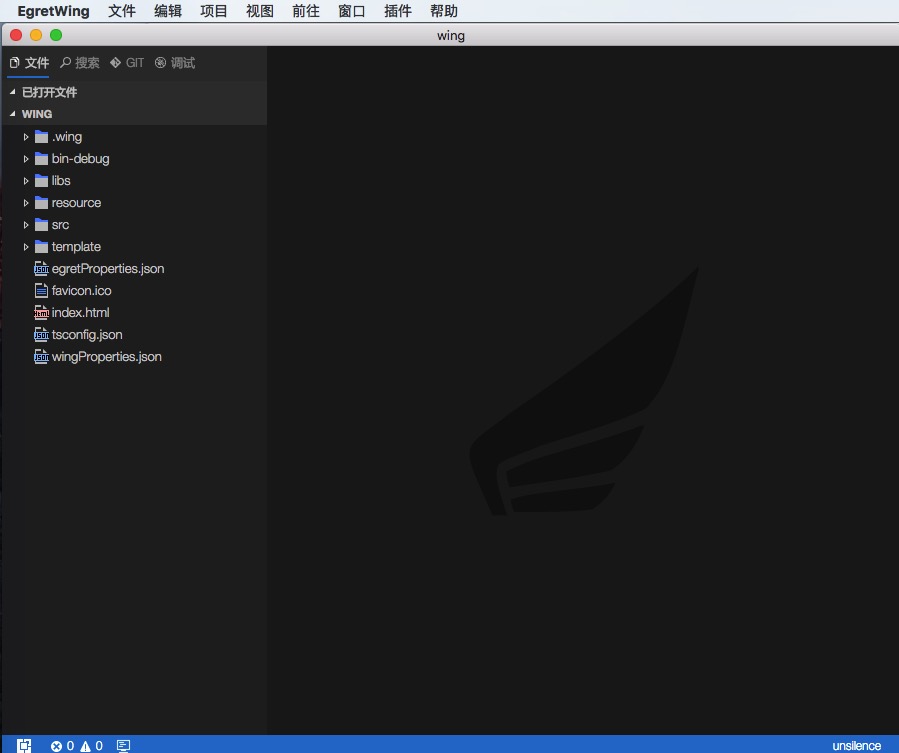 EgretWing 文件 编辑 项目 视图 前往 窗口 插件 帮助
wing
文件 搜索 GIT 调试
已打开文件
WING
.wing
bin-debug
libs
resource
src
template
egretProperties.json
favicon.ico
index.html
tsconfig.json
wingProperties.json
0 0 unsilence